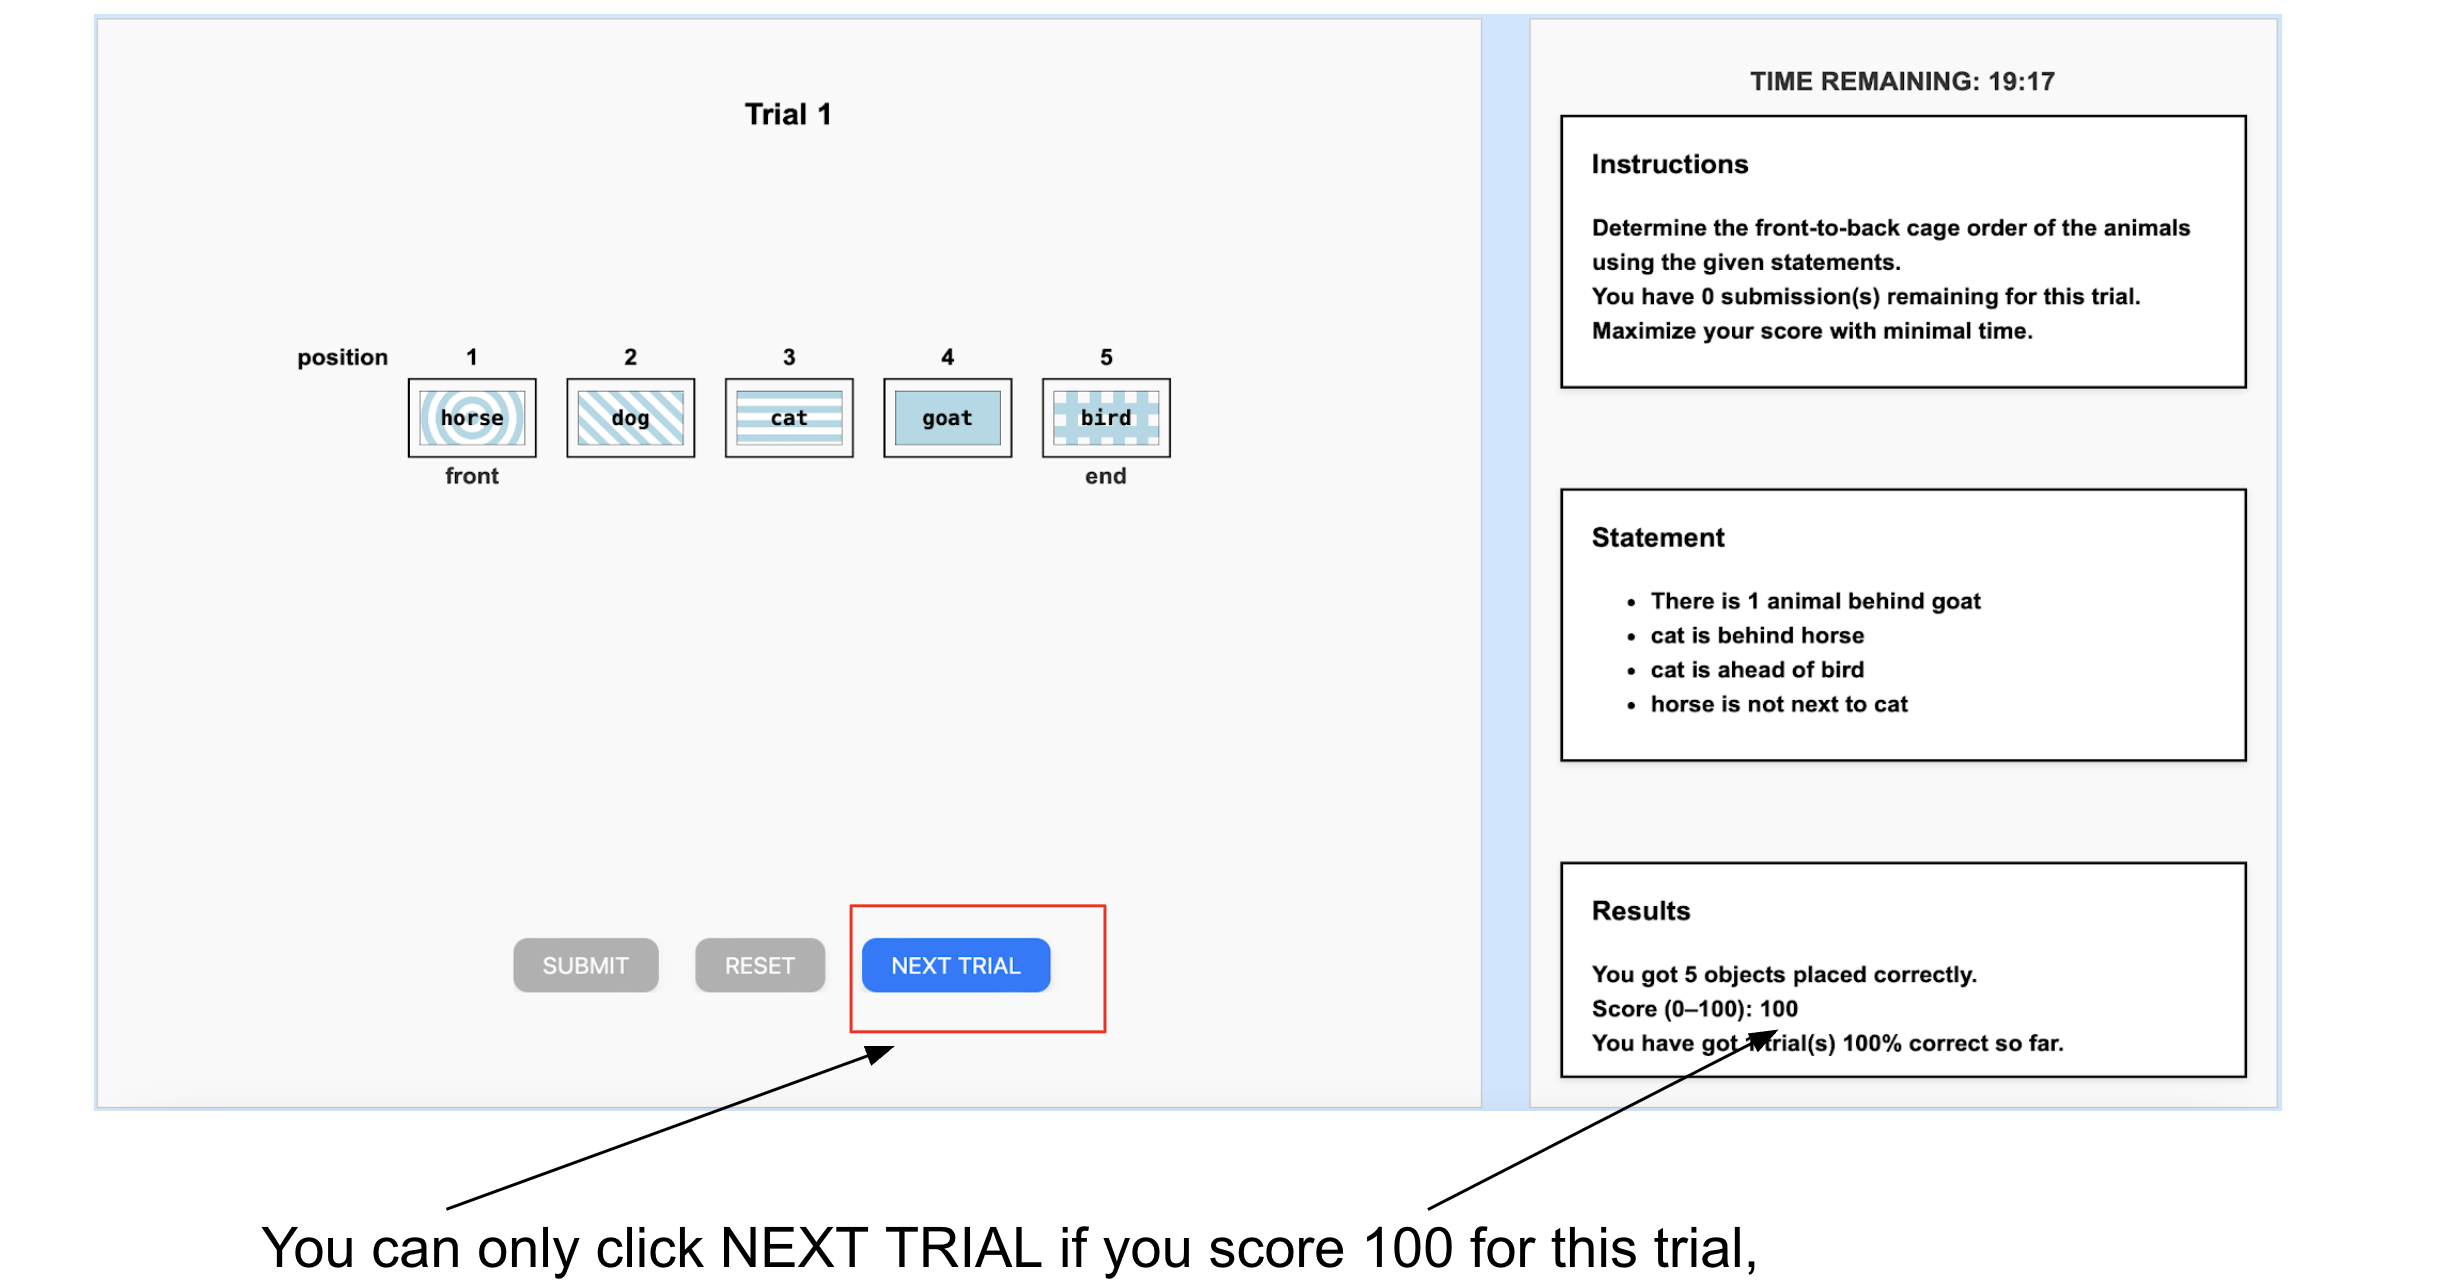 Trial 1
position 1 2 3 4 5
horse dog cat goat bird
front end
SUBMIT RESET NEXT TRIAL
TIME REMAINING: 19:17
Instructions
Determine the front-to-back cage order of the animals
using the given statements.
You have 0 submission(s) remaining for this trial.
Maximize your score with minimal time.
Statement
• There is 1 animal behind goat
• cat is behind horse
• cat is ahead of bird
• horse is not next to cat
Results
You got 5 objects placed correctly.
Score (0–100): 100
You have got 1 trial(s) 100% correct so far.
You can only click NEXT TRIAL if you score 100 for this trial,